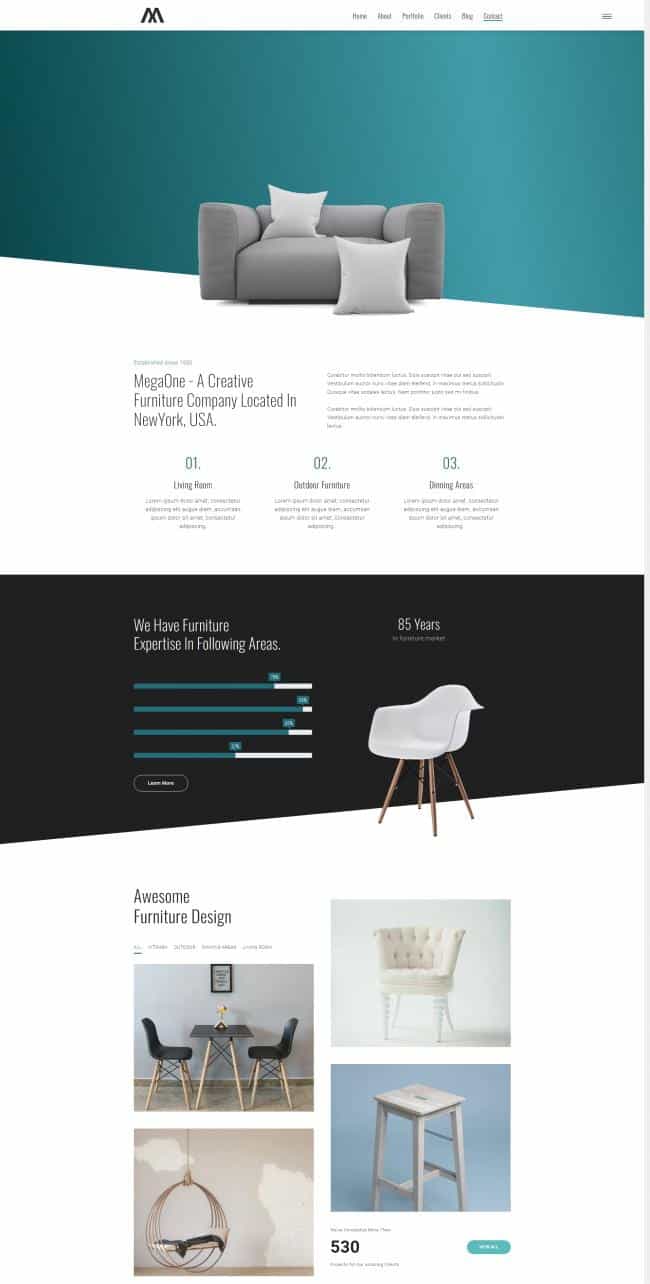 Home About Portfolio Clients Blog Contact
Established since 1900
MegaOne - A Creative
Furniture Company Located In
NewYork, USA.
Curabitur mollis bibendum luctus. Duis suscipit vitae dui sed suscipit.
Vestibulum auctor nunc vitae diam eleifend, in maximus metus sollicitudin.
Quisque vitae sodales lectus. Nam porttitor justo sed mi finibus.
Curabitur mollis bibendum luctus. Duis suscipit vitae dui sed suscipit.
Vestibulum auctor nunc vitae diam eleifend, in maximus metus
luctus.
01.
Living Room
Lorem ipsum dolor amet, consectetur
adipiscing elit augue diam, accumsan
ipsum dolor sit amet, consectetur
adipiscing.
02.
Outdoor Furniture
Lorem ipsum dolor amet, consectetur
adipiscing elit augue diam, accumsan
ipsum dolor sit amet, consectetur
adipiscing.
03.
Dinning Areas
Lorem ipsum dolor amet, consectetur
adipiscing elit augue diam, accumsan
ipsum dolor sit amet, consectetur
adipiscing.
We Have Furniture
Expertise In Following Areas.
85 Years
In furniture market
Learn More
Awesome
Furniture Design
ALL KITCHEN OUTDOOR DINNING AREAS LIVING ROOM
We've Completed More Then
530
VIEW ALL
Projects for our amazing clients